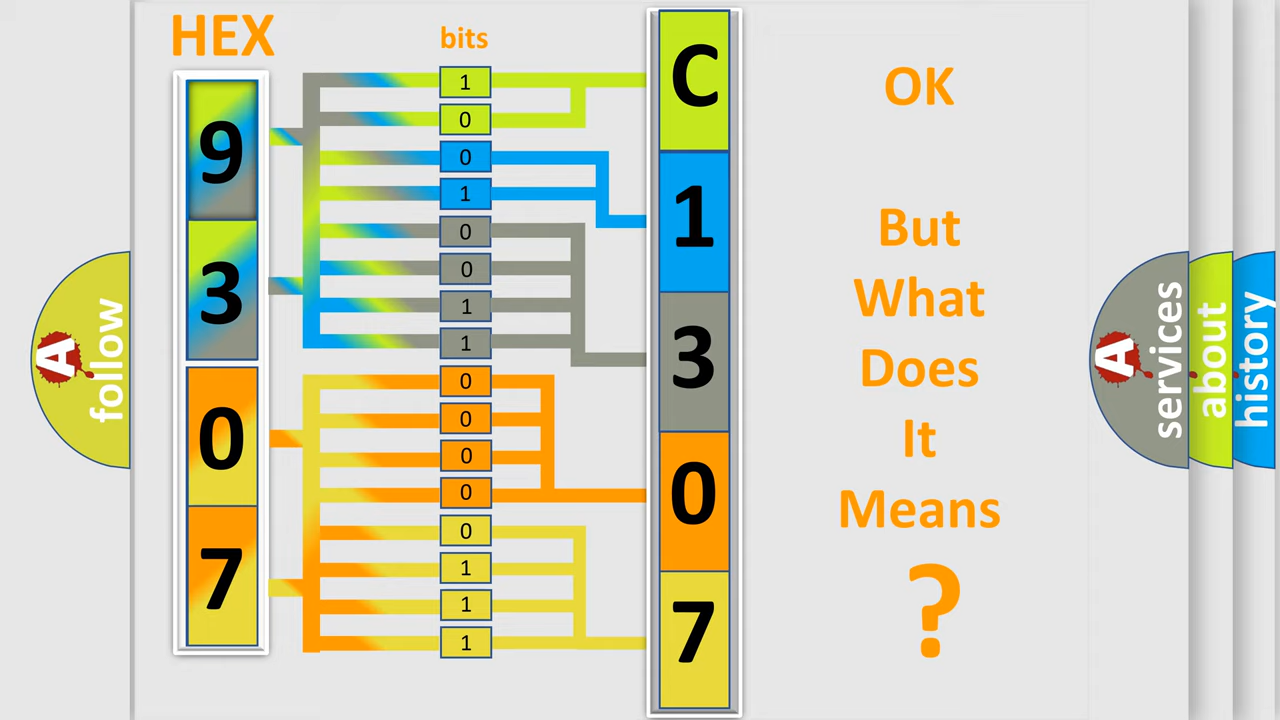 HEX
bits
9
3
0
7
1
0
0
1
0
0
1
1
0
0
0
0
0
1
1
1
C
1
3
0
7
OK
But
What
Does
It
Means
?
A
follow
A
services
about
history